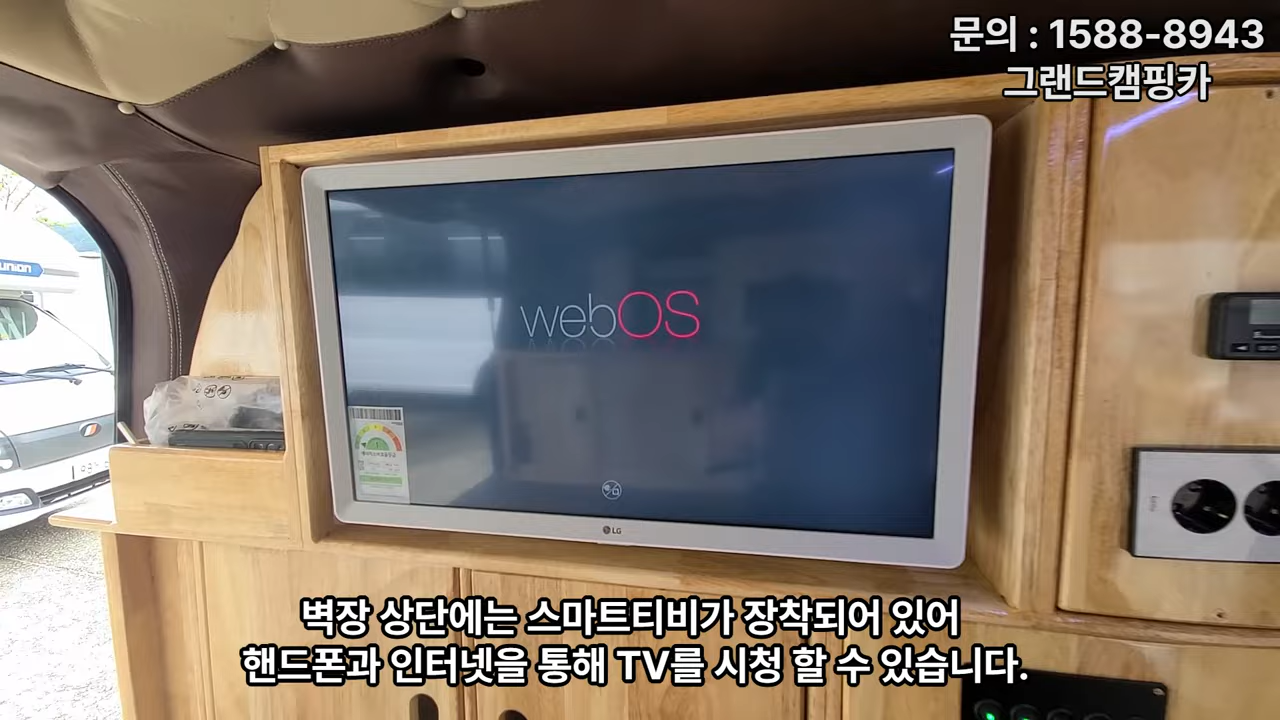 문의 : 1588-8943
그랜드캠핑카
union
webOS
LG
벽장 상단에는 스마트티비가 장착되어 있어
핸드폰과 인터넷을 통해 TV를 시청 할 수 있습니다.